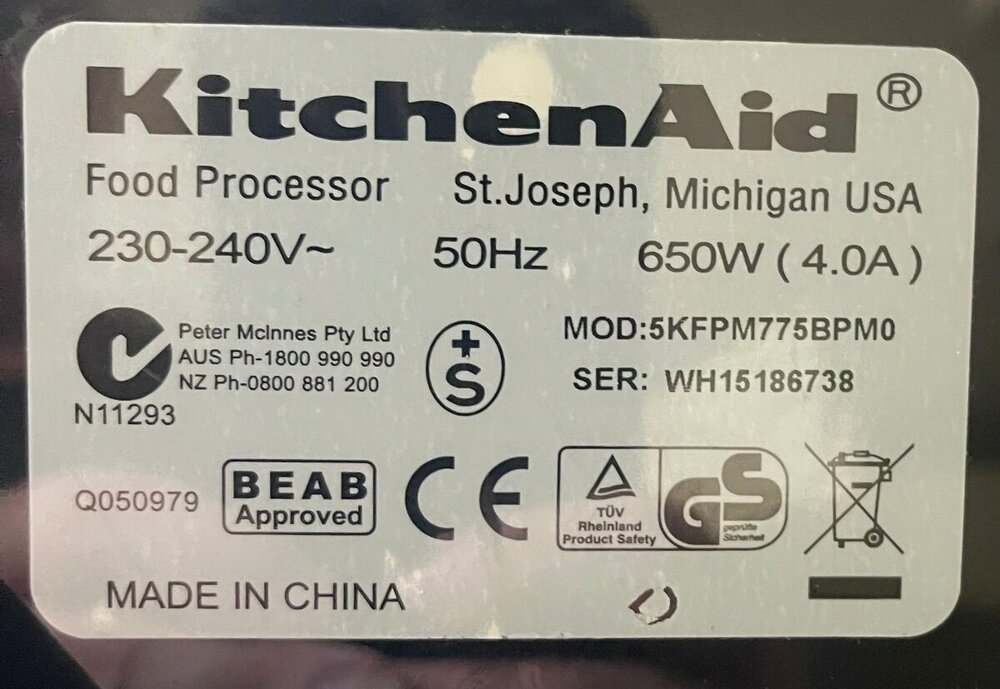 KitchenAid®
Food Processor St.Joseph, Michigan USA
230-240V~ 50Hz 650W ( 4.0A )
Peter McInnes Pty Ltd
AUS Ph-1800 990 990
NZ Ph-0800 881 200
N11293
+
S
MOD:5KFPM775BPM0
SER: WH15186738
Q050979
BEAB
Approved
CE
TÜV
Rheinland
Product Safety
GS
geprüfte
Sicherheit
MADE IN CHINA